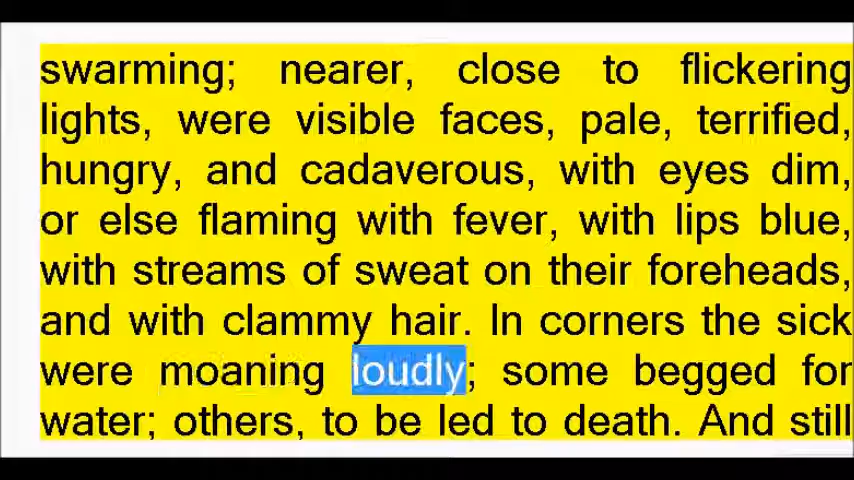 swarming; nearer, close to flickering
lights, were visible faces, pale, terrified,
hungry, and cadaverous, with eyes dim,
or else flaming with fever, with lips blue,
with streams of sweat on their foreheads,
and with clammy hair. In corners the sick
were moaning loudly; some begged for
water; others, to be led to death. And still